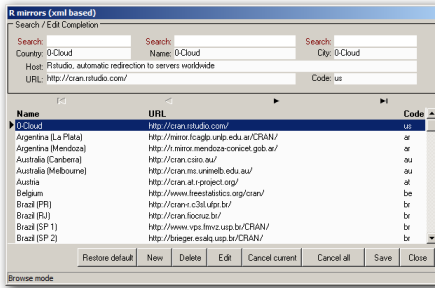 R mirrors (xml based)
Search / Edit Completion
Search: Search: Search:
Country: 0-Cloud Name: 0-Cloud City: 0-Cloud
Host: Rstudio, automatic redirection to servers worldwide
URL: http://cran.rstudio.com/ Code: us
Name URL Code
0-Cloud http://cran.rstudio.com/ us
Argentina (La Plata) http://mirror.fcaglp.unlp.edu.ar/CRAN/ ar
Argentina (Mendoza) http://r.mirror.mendoza-conicet.gob.ar/ ar
Australia (Canberra) http://cran.csiro.au/ au
Australia (Melbourne) http://cran.ms.unimelb.edu.au/ au
Austria http://cran.at.r-project.org/ at
Belgium http://www.freestatistics.org/cran/ be
Brazil (PR) http://cran-r.c3sl.ufpr.br/ br
Brazil (RJ) http://cran.fiocruz.br/ br
Brazil (SP 1) http://www.vps.fmvz.usp.br/CRAN/ br
Brazil (SP 2) http://brieger.esalq.usp.br/CRAN/ br
Restore default New Delete Edit Cancel current Cancel all Save Close
Browse mode